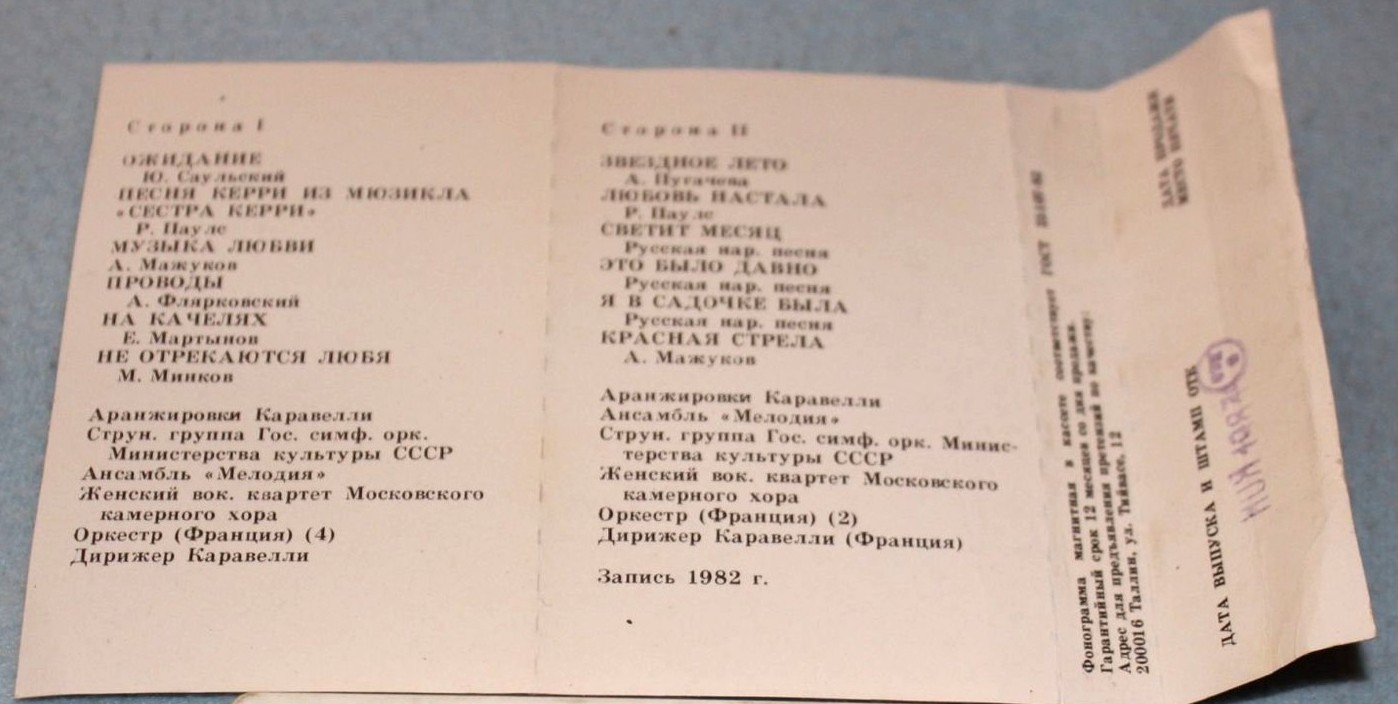 Сторона I
ОЖИДАНИЕ
Ю. Саульский
ПЕСНЯ КЕРРИ ИЗ МЮЗИКЛА
«СЕСТРА КЕРРИ»
Р. Паулс
МУЗЫКА ЛЮБВИ
А. Мажуков
ПРОВОДЫ
А. Флярковский
НА КАЧЕЛЯХ
Е. Мартынов
НЕ ОТРЕКАЮТСЯ ЛЮБЯ
М. Минков
Аранжировки Каравелли
Струн. группа Гос. симф. орк.
Министерства культуры СССР
Ансамбль «Мелодия»
Женский вок. квартет Московского
камерного хора
Оркестр (Франция) (4)
Дирижер Каравелли
Сторона II
ЗВЕЗДНОЕ ЛЕТО
А. Пугачева
ЛЮБОВЬ НАСТАЛА
Р. Паулс
СВЕТИТ МЕСЯЦ
Русская нар. песня
ЭТО БЫЛО ДАВНО
Русская нар. песня
Я В САДОЧКЕ БЫЛА
Русская нар. песня
КРАСНАЯ СТРЕЛА
А. Мажуков
Аранжировки Каравелли
Ансамбль «Мелодия»
Струн. группа Гос. симф. орк. Минис-
терства культуры СССР
Женский вок. квартет Московского
камерного хора
Оркестр (Франция) (2)
Дирижер Каравелли (Франция)
Запись 1982 г.
Фонограмма магнитная в кассете соответствует ГОСТ
Гарантийный срок 12 месяцев со дня продажи.
Адрес для предъявления претензий по качеству:
200016 Таллин, ул. Тийвасе, 12
ДАТА ВЫПУСКА И ШТАМП ОТК
ДАТА ПРОДАЖИ
МЕСТО ПЕЧАТИ